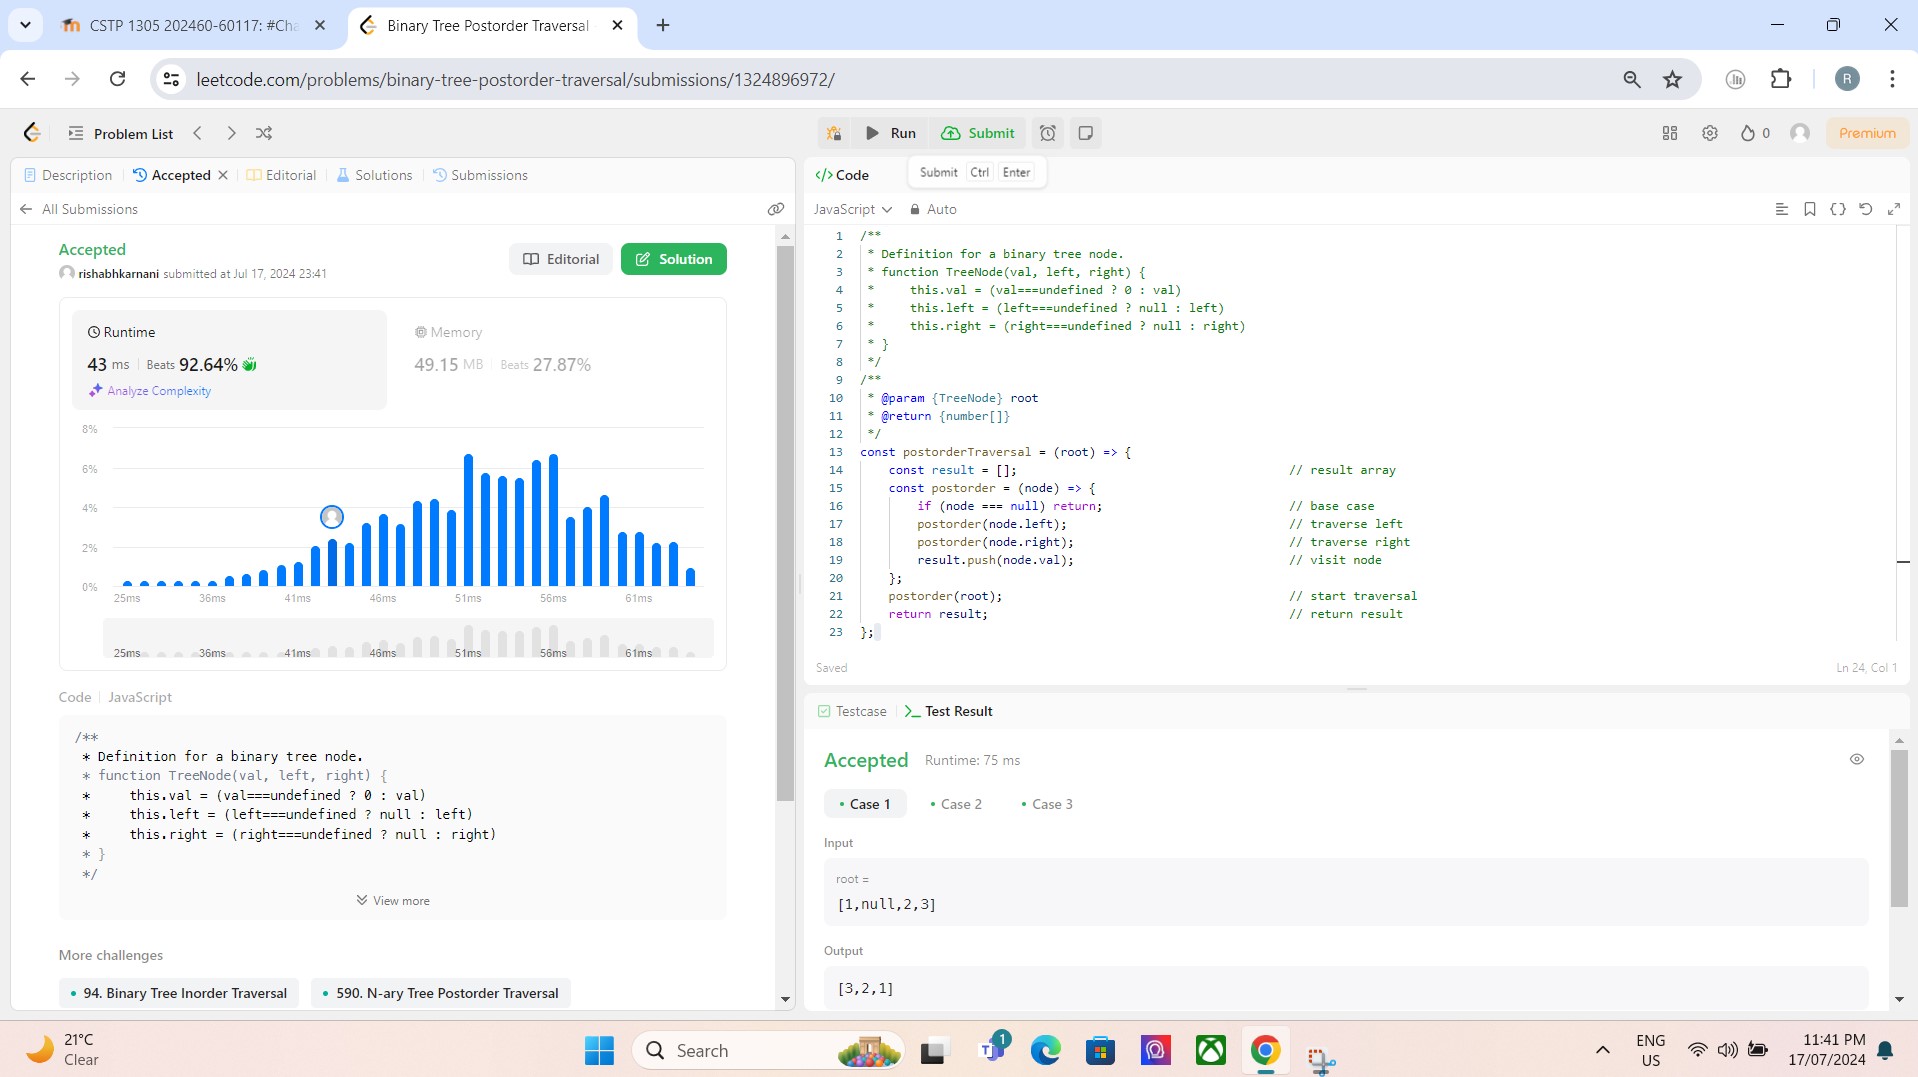 CSTP 1305 202460-60117: #Cha
Binary Tree Postorder Traversal -
leetcode.com/problems/binary-tree-postorder-traversal/submissions/1324896972/
R
Problem List
Run
Submit
0
Premium
Description
Accepted
Editorial
Solutions
Submissions
All Submissions
Accepted
rishabhkarnani submitted at Jul 17, 2024 23:41
Editorial
Solution
Runtime
43 ms Beats 92.64%
Analyze Complexity
Memory
49.15 MB Beats 27.87%
8%
6%
4%
2%
0%
25ms 36ms 41ms 46ms 51ms 56ms 61ms
25ms 36ms 41ms 46ms 51ms 56ms 61ms
Code JavaScript
/**
* Definition for a binary tree node.
* function TreeNode(val, left, right) {
*     this.val = (val===undefined ? 0 : val)
*     this.left = (left===undefined ? null : left)
*     this.right = (right===undefined ? null : right)
* }
*/
View more
More challenges
94. Binary Tree Inorder Traversal
590. N-ary Tree Postorder Traversal
</> Code
Submit Ctrl Enter
JavaScript
Auto
1 /**
2 * Definition for a binary tree node.
3 * function TreeNode(val, left, right) {
4 *     this.val = (val===undefined ? 0 : val)
5 *     this.left = (left===undefined ? null : left)
6 *     this.right = (right===undefined ? null : right)
7 * }
8 */
9 /**
10 * @param {TreeNode} root
11 * @return {number[]}
12 */
13 const postorderTraversal = (root) => {
14     const result = []; // result array
15     const postorder = (node) => {
16         if (node === null) return; // base case
17         postorder(node.left); // traverse left
18         postorder(node.right); // traverse right
19         result.push(node.val); // visit node
20     };
21     postorder(root); // start traversal
22     return result; // return result
23 };
Saved
Ln 24, Col 1
Testcase
Test Result
Accepted Runtime: 75 ms
Case 1
Case 2
Case 3
Input
root =
[1,null,2,3]
Output
[3,2,1]
21°C
Clear
Search
1
ENG
US
11:41 PM
17/07/2024